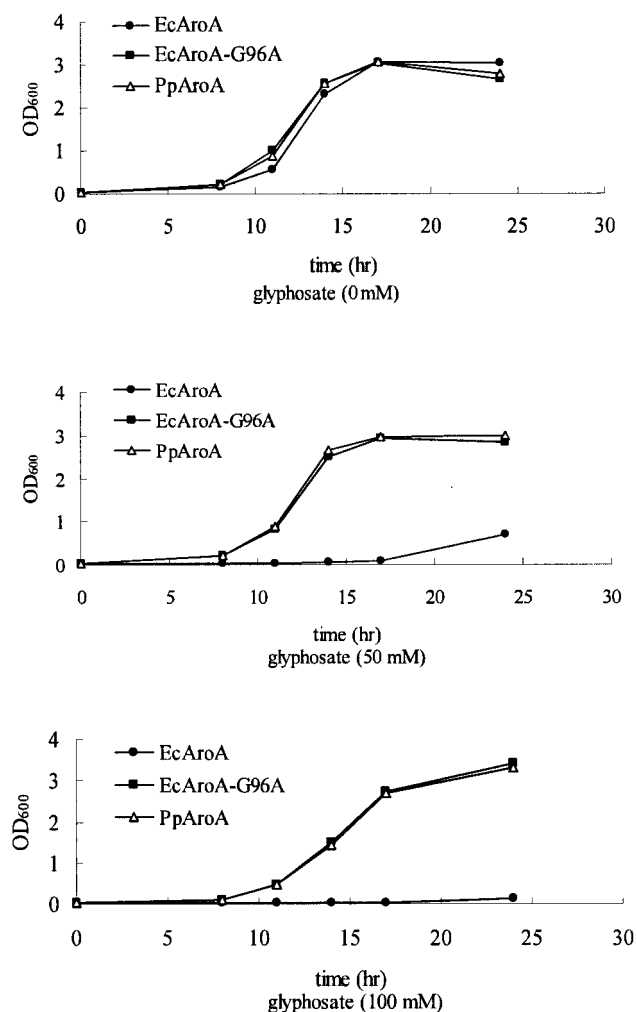 EcAroA
EcAroA-G96A
PpAroA
OD600
4
3
2
1
0
0 5 10 15 20 25 30
time (hr)
glyphosate (0 mM)
EcAroA
EcAroA-G96A
PpAroA
OD600
4
3
2
1
0
0 5 10 15 20 25 30
time (hr)
glyphosate (50 mM)
EcAroA
EcAroA-G96A
PpAroA
OD600
4
3
2
1
0
0 5 10 15 20 25 30
time (hr)
glyphosate (100 mM)